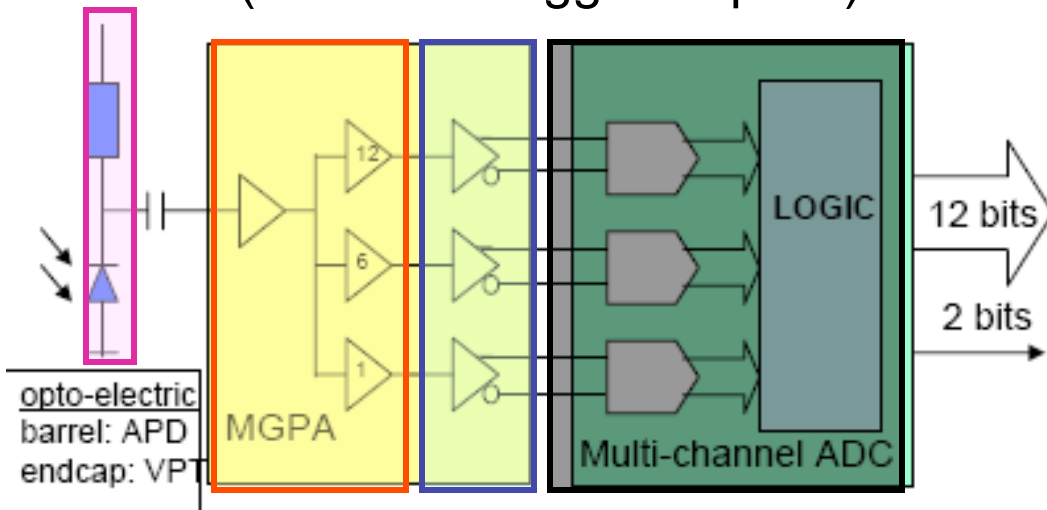 12
LOGIC
12 bits
6
2 bits
1
opto-electric
barrel: APD
endcap: VPT
MGPA
Multi-channel ADC